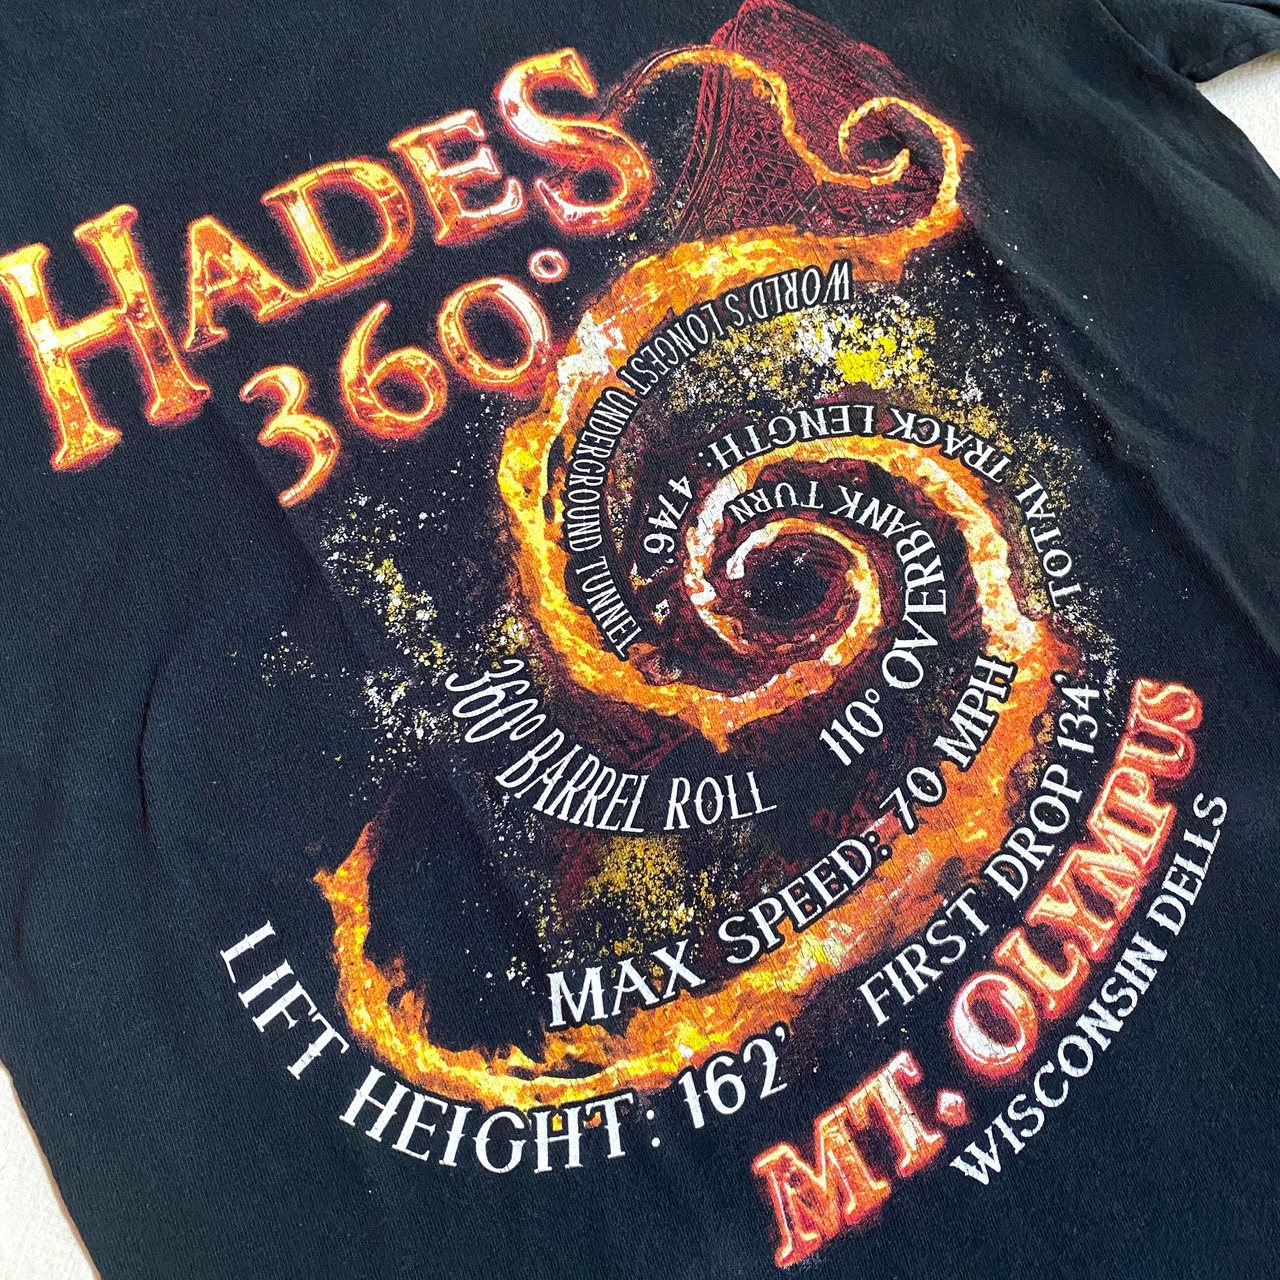 HADES
360°
WORLD'S LONGEST UNDERGROUND TUNNEL
TOTAL TRACK LENGTH: 4746'
110° OVERBANK TURN
360° BARREL ROLL
MAX SPEED: 70 MPH
FIRST DROP 134'
LIFT HEIGHT: 162'
MT. OLYMPUS
WISCONSIN DELLS